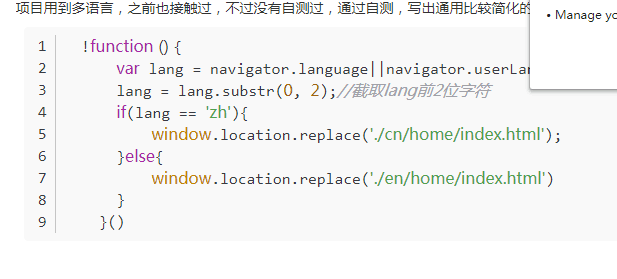 项目用到多语言，之前也接触过，不过没有自测过，通过自测，写出通用比较简化的
• Manage
1 !function () {
2 var lang = navigator.language||navigator.
3 lang = lang.substr(0, 2);//截取lang前2位字符
4 if(lang == 'zh'){
5 window.location.replace('./cn/home/index.html');
6 }else{
7 window.location.replace('./en/home/index.html')
8 }
9 }()